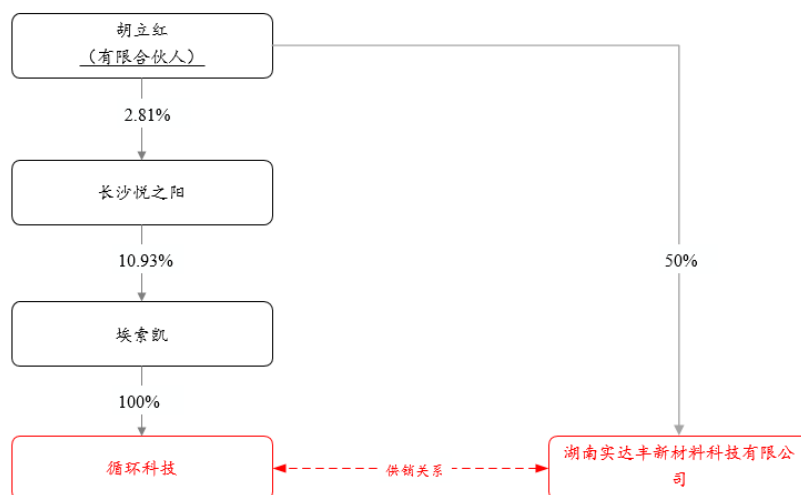 胡立红
（有限合伙人）
2.81%
长沙悦之阳
10.93%
50%
埃索凯
100%
循环科技
供销关系
湖南实达丰新材料科技有限公
司